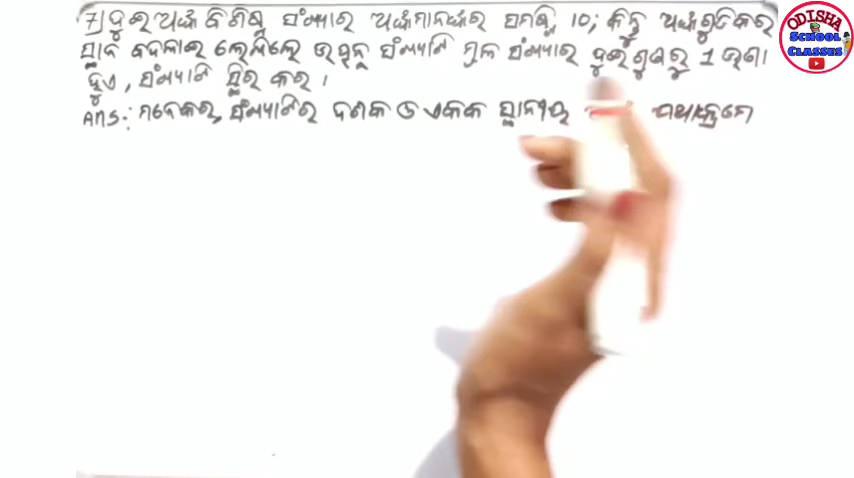 7) ଦୁଇଅଙ୍କ ବିଶିଷ୍ଟ ସଂଖ୍ୟାର ଅଙ୍କମାନଙ୍କର ସମଷ୍ଟି 10; କିନ୍ତୁ ଅଙ୍କଗୁଡିକର
ସ୍ଥାନ ବଦଳାଇ ଲେଖିଲେ ଉତ୍ପନ୍ନ ସଂଖ୍ୟାଟି ମୂଳ ସଂଖ୍ୟାର ଦୁଇଗୁଣରୁ 1 ଊଣା
ହୁଏ, ସଂଖ୍ୟାଟି ସ୍ଥିର କର ।
Ans: ମନେକର, ସଂଖ୍ୟାଟିର ଦଶକ ଓ ଏକକ ସ୍ଥାନୀୟ ଯଥାକ୍ରମେ
ODISHA
SCHOOL
CLASSES